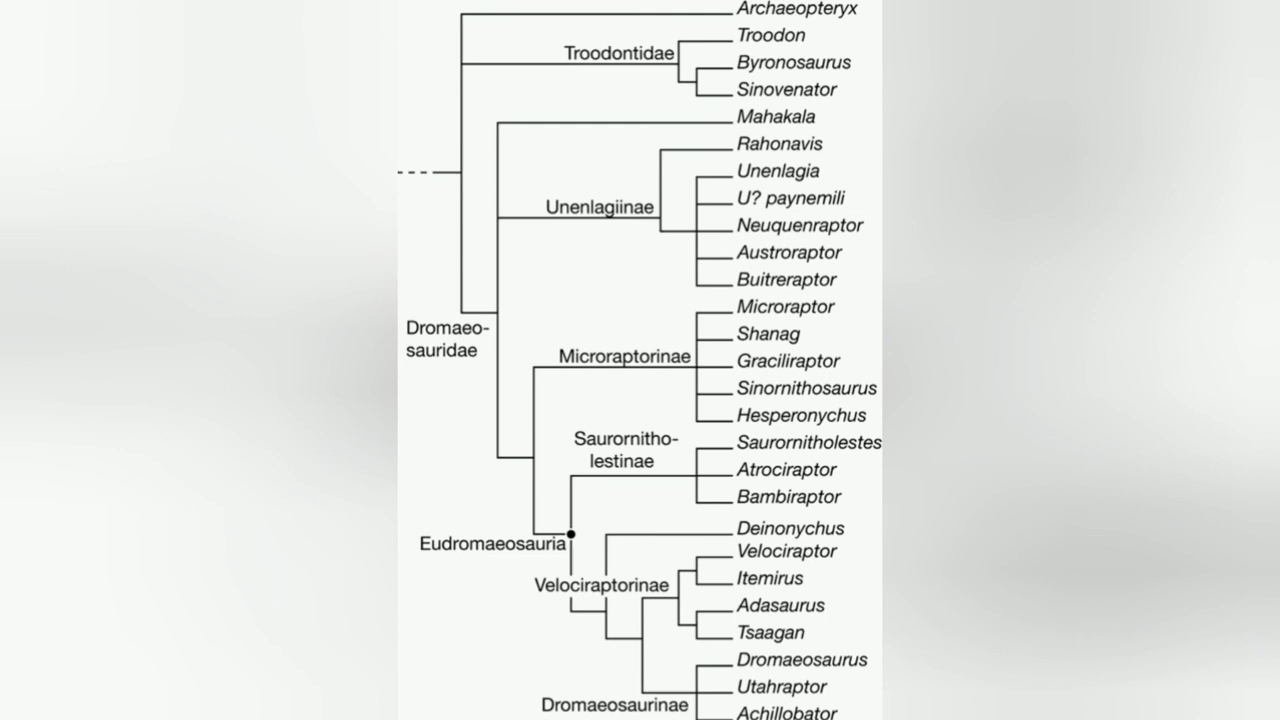 Archaeopteryx
Troodon
Troodontidae
Byronosaurus
Sinovenator
Mahakala
Rahonavis
Unenlagia
U? paynemili
Unenlagiinae
Neuquenraptor
Austroraptor
Buitreraptor
Microraptor
Dromaeo-
sauridae
Shanag
Microraptorinae
Graciliraptor
Sinornithosaurus
Hesperonychus
Saurornitho-
lestinae
Saurornitholestes
Atrociraptor
Bambiraptor
Deinonychus
Eudromaeosauria
Velociraptor
Itemirus
Velociraptorinae
Adasaurus
Tsaagan
Dromaeosaurus
Utahraptor
Dromaeosaurinae
Achillobator